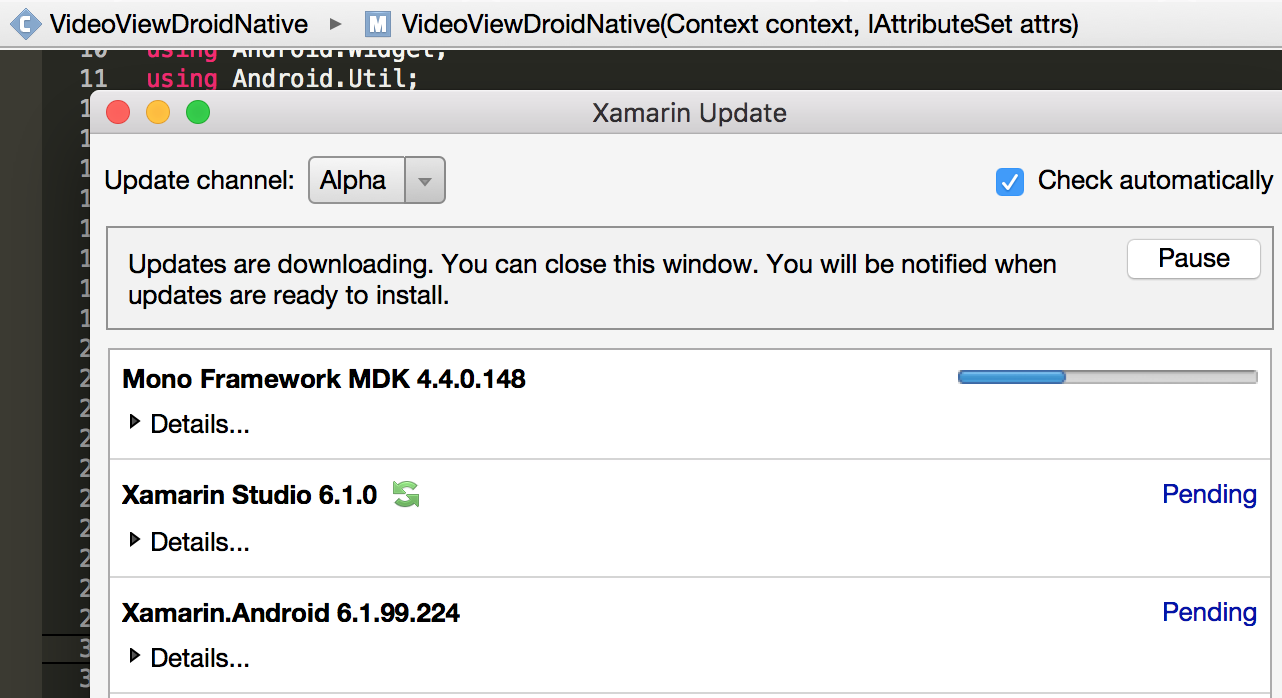 C VideoViewDroidNative M VideoViewDroidNative(Context context, IAttributeSet attrs)
10 using Android.Widget;
11 using Android.Util;
Xamarin Update
Update channel: Alpha Check automatically
Updates are downloading. You can close this window. You will be notified when
updates are ready to install.
Pause
Mono Framework MDK 4.4.0.148
Details...
Xamarin Studio 6.1.0 Pending
Details...
Xamarin.Android 6.1.99.224 Pending
Details...